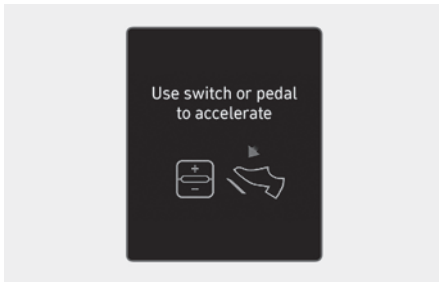 Use switch or pedal
to accelerate
+
-